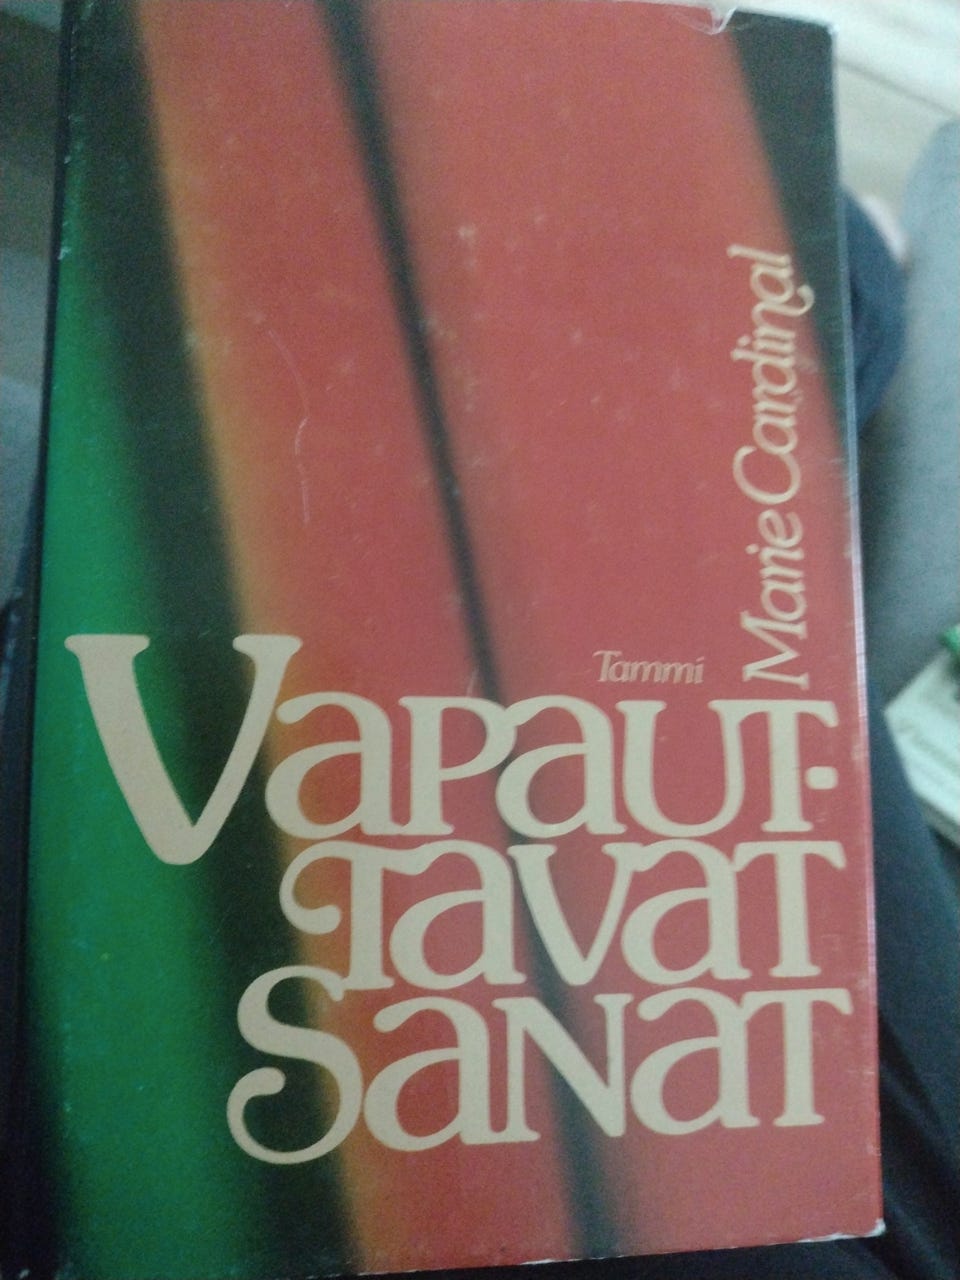 Marie Cardinal
Tammi
Vapaut-
tavat
Sanat